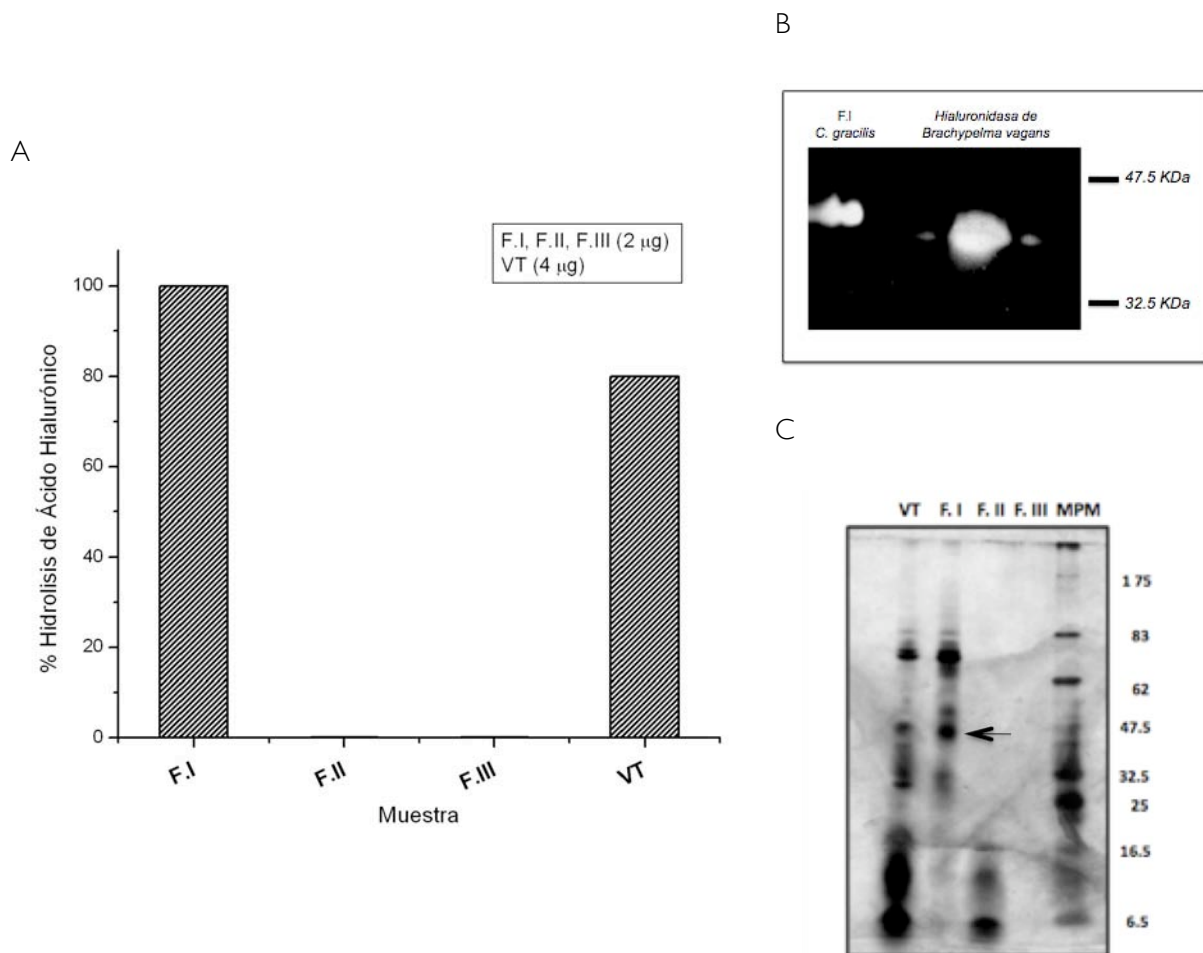 A
% Hidrolisis de Ácido Hialurónico
100
80
60
40
20
0
F.I, F.II, F.III (2 μg)
VT (4 μg)
F.I
F.II
F.III
VT
Muestra
B
F.I
C. gracilis
Hialuronidasa de
Brachypelma vagans
47.5 KDa
32.5 KDa
C
VT F. I F. II F. III MPM
1 75
83
62
47.5
32.5
25
16.5
6.5